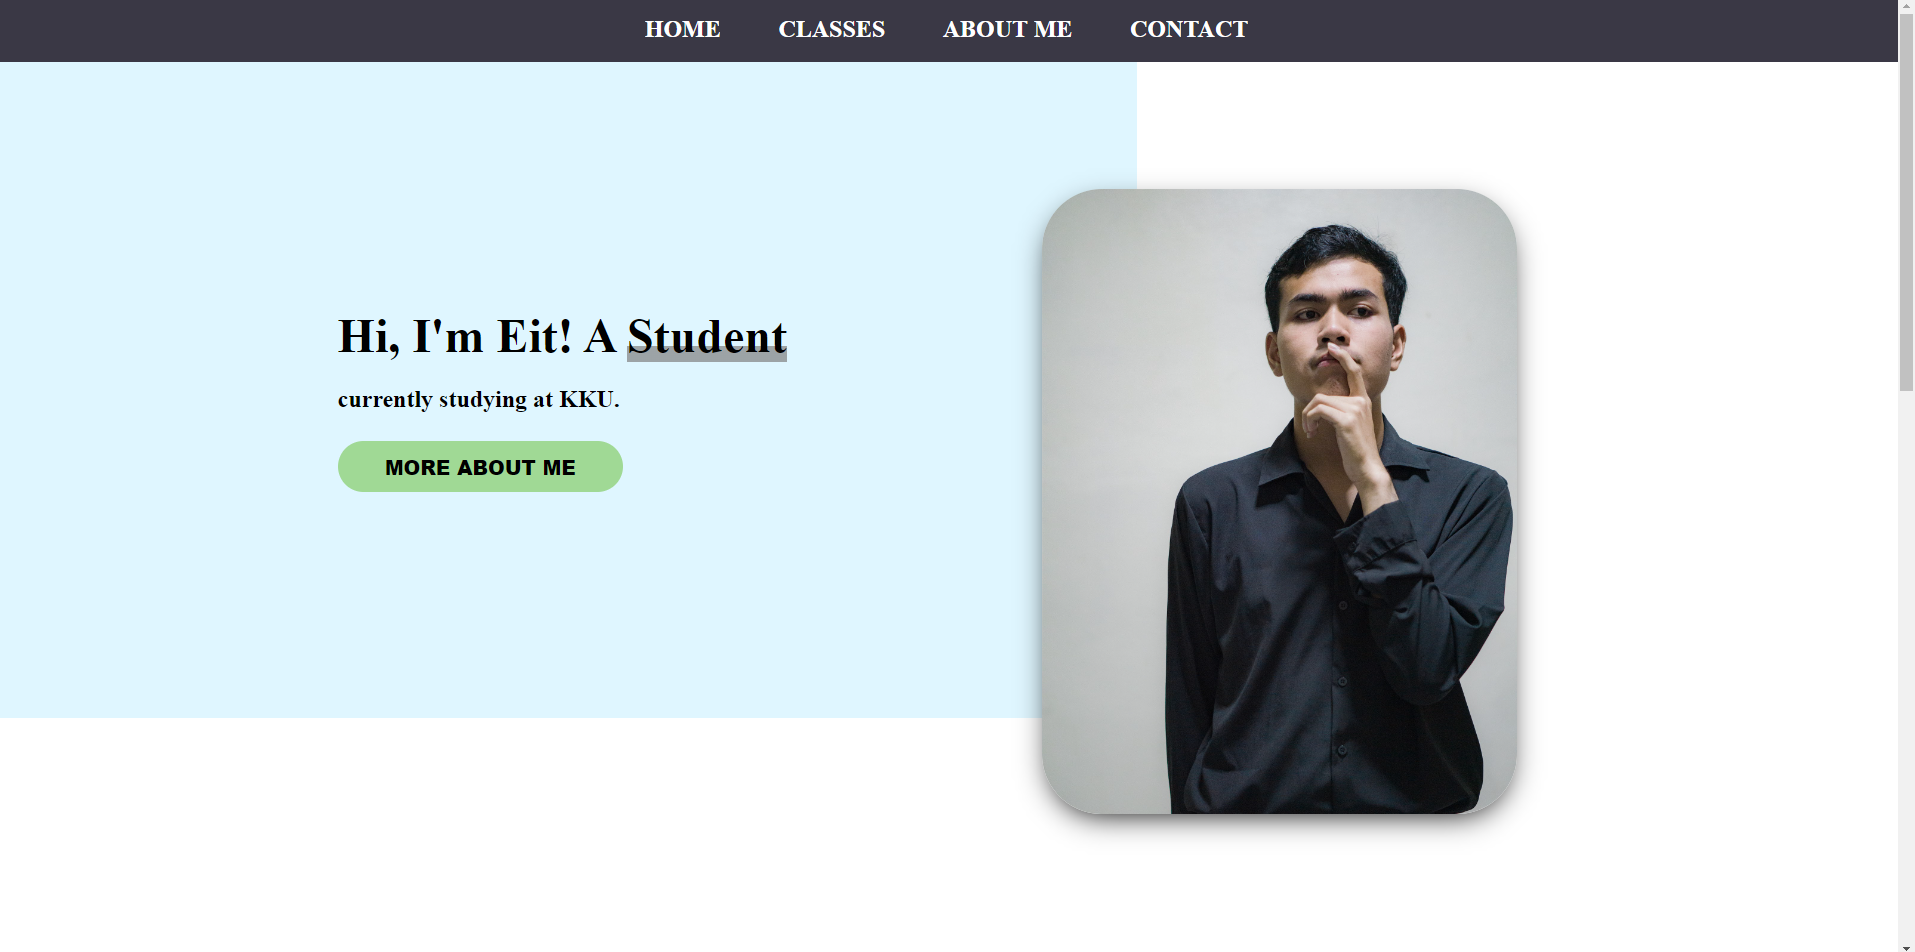 HOME CLASSES ABOUT ME CONTACT
Hi, I'm Eit! A Student
currently studying at KKU.
MORE ABOUT ME